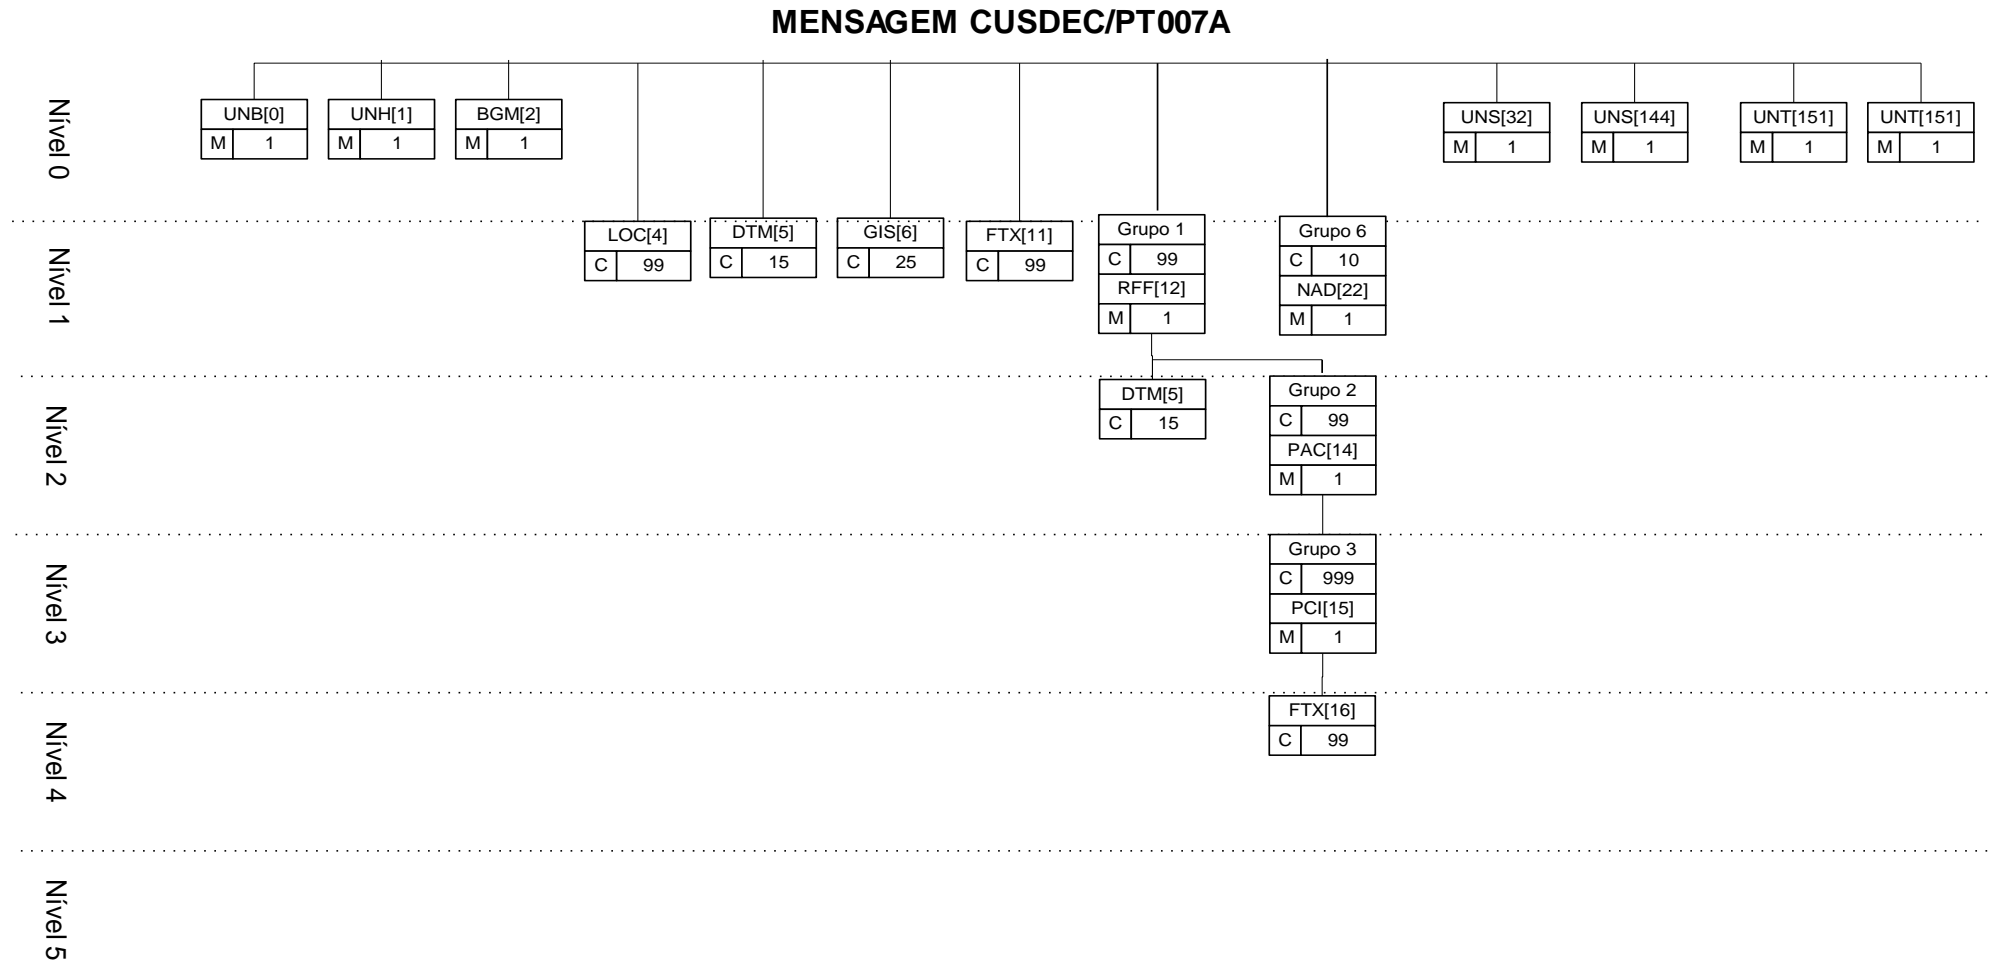 MENSAGEM CUSDEC/PT007A
Nível 0
UNB[0]
M 1
UNH[1]
M 1
BGM[2]
M 1
UNS[32]
M 1
UNS[144]
M 1
UNT[151]
M 1
UNT[151]
M 1
Nível 1
LOC[4]
C 99
DTM[5]
C 15
GIS[6]
C 25
FTX[11]
C 99
Grupo 1
C 99
RFF[12]
M 1
Grupo 6
C 10
NAD[22]
M 1
Nível 2
DTM[5]
C 15
Grupo 2
C 99
PAC[14]
M 1
Nível 3
Grupo 3
C 999
PCI[15]
M 1
Nível 4
FTX[16]
C 99
Nível 5